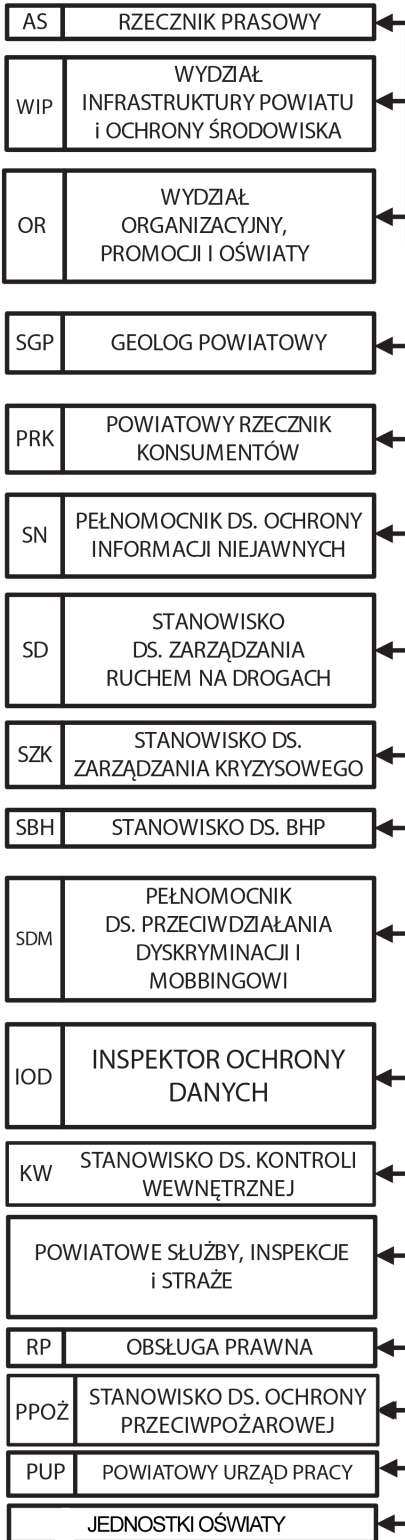 AS RZECZNIK PRASOWY
WYDZIAŁ
WIP INFRASTRUKTURY POWIATU
i OCHRONY ŚRODOWISKA
WYDZIAŁ
OR ORGANIZACYJNY,
PROMOCJI I OŚWIATY
SGP GEOLOG POWIATOWY
PRK POWIATOWY RZECZNIK
KONSUMENTÓW
SN PEŁNOMOCNIK DS. OCHRONY
INFORMACJI NIEJAWNYCH
STANOWISKO
SD DS. ZARZĄDZANIA
RUCHEM NA DROGACH
SZK STANOWISKO DS.
ZARZĄDZANIA KRYZYSOWEGO
SBH STANOWISKO DS. BHP
PEŁNOMOCNIK
DS. PRZECIWDZIAŁANIA
SDM DYSKRYMINACJI I
MOBBINGOWI
IOD INSPEKTOR OCHRONY
DANYCH
KW STANOWISKO DS. KONTROLI
WEWNĘTRZNEJ
POWIATOWE SŁUŻBY, INSPEKCJE
i STRAŻE
RP OBSŁUGA PRAWNA
PPOŻ STANOWISKO DS. OCHRONY
PRZECIWPOŻAROWEJ
PUP POWIATOWY URZĄD PRACY
JEDNOSTKI OŚWIATY